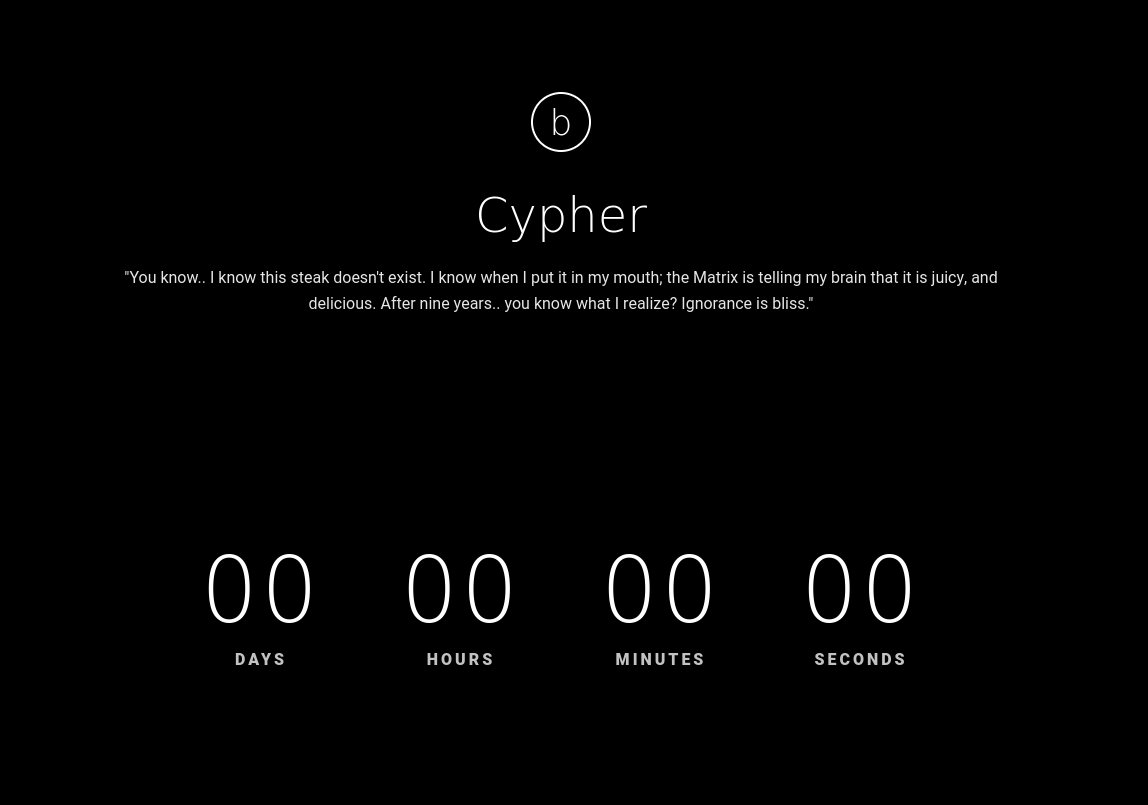 b
Cypher
"You know.. I know this steak doesn't exist. I know when I put it in my mouth; the Matrix is telling my brain that it is juicy, and
delicious. After nine years.. you know what I realize? Ignorance is bliss."
00 00 00 00
DAYS HOURS MINUTES SECONDS